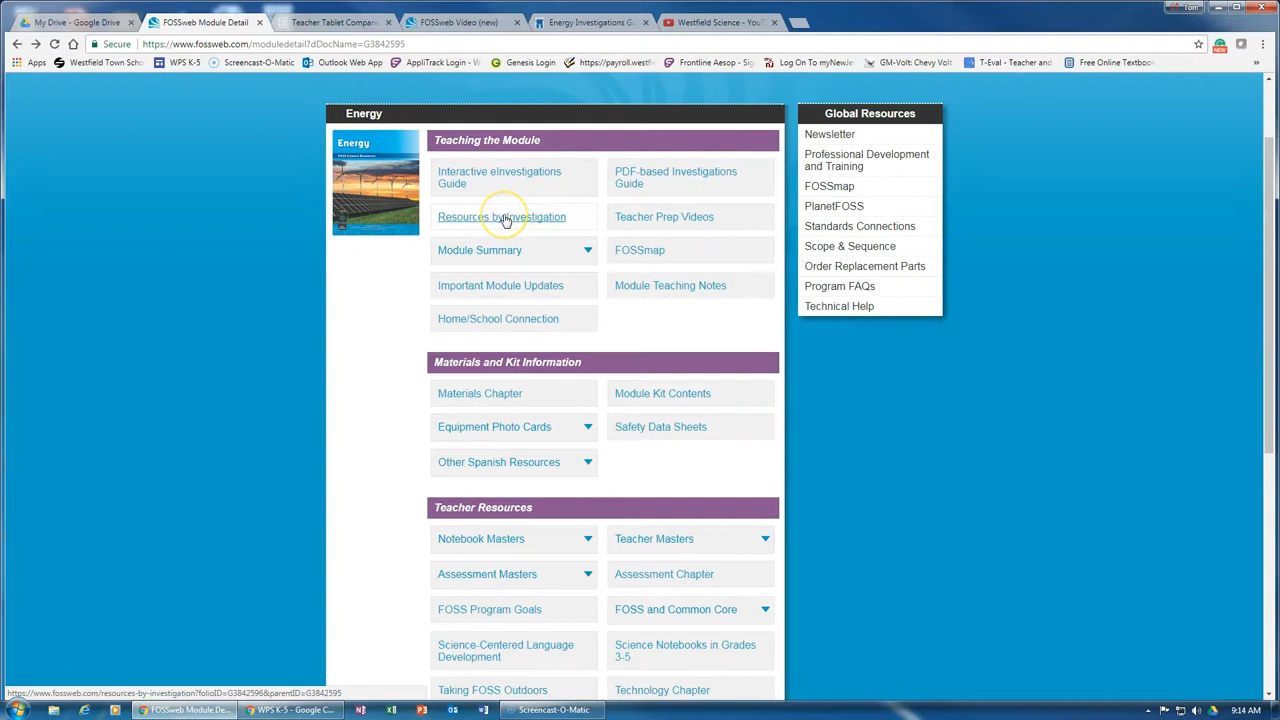 My Drive - Google Drive
FOSSweb Module Detail
Teacher Tablet Compani
FOSSweb Video (new)
Energy Investigations Gu
Westfield Science - YouT
Tom
Secure
https://www.fossweb.com/moduledetail?dDocName=G3842595
NEW
Apps
Westfield Town Scho
WPS K-5
Screencast-O-Matic
Outlook Web App
AppliTrack Login - W
Genesis Login
https://payroll.westfi
Frontline Aesop - Sig
Log On To myNewJe
GM-Volt: Chevy Volt
T-Eval - Teacher and
Free Online Textboo
»
Energy
Energy
FOSS Science Resources
Teaching the Module
Interactive eInvestigations
Guide
PDF-based Investigations
Guide
Resources by Investigation
Teacher Prep Videos
Module Summary
FOSSmap
Important Module Updates
Module Teaching Notes
Home/School Connection
Materials and Kit Information
Materials Chapter
Module Kit Contents
Equipment Photo Cards
Safety Data Sheets
Other Spanish Resources
Teacher Resources
Notebook Masters
Teacher Masters
Assessment Masters
Assessment Chapter
FOSS Program Goals
FOSS and Common Core
Science-Centered Language
Development
Science Notebooks in Grades
3-5
Taking FOSS Outdoors
Technology Chapter
Global Resources
Newsletter
Professional Development
and Training
FOSSmap
PlanetFOSS
Standards Connections
Scope & Sequence
Order Replacement Parts
Program FAQs
Technical Help
https://www.fossweb.com/resources-by-investigation?folioID=G3842596&parentID=G3842595
FOSSweb Module De...
WPS K-5 - Google C...
Screencast-O-Matic
9:14 AM